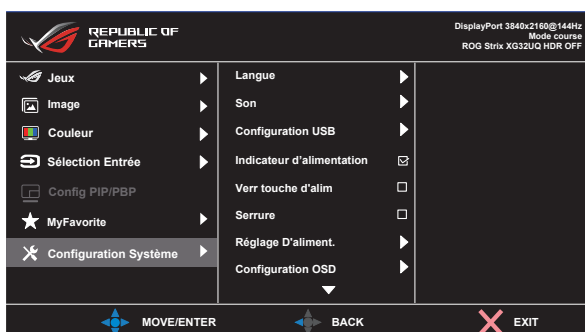 REPUBLIC OF
GAMERS
DisplayPort 3840x2160@144Hz
Mode course
ROG Strix XG32UQ HDR OFF
Jeux
Image
Couleur
Sélection Entrée
Config PIP/PBP
MyFavorite
Configuration Système
Langue
Son
Configuration USB
Indicateur d'alimentation
Verr touche d'alim
Serrure
Réglage D'aliment.
Configuration OSD
MOVE/ENTER
BACK
EXIT